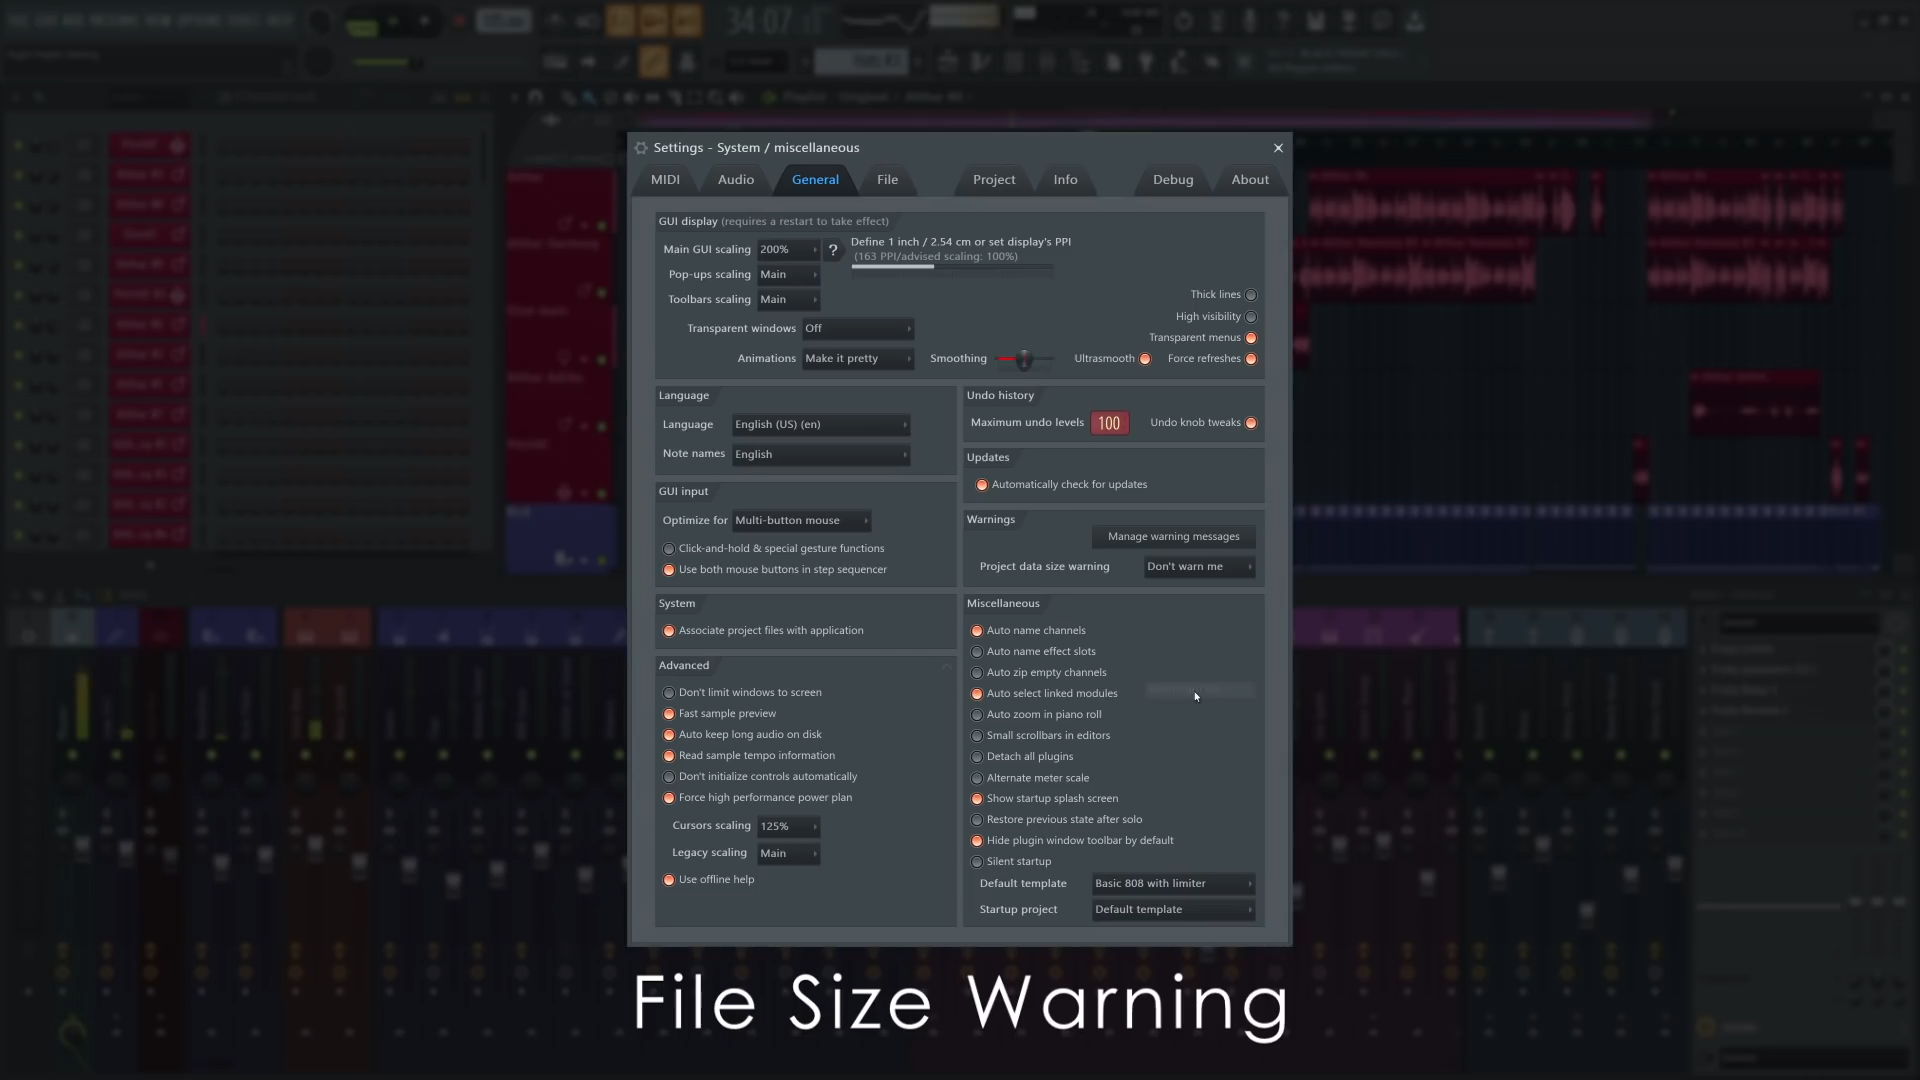 34:07
Settings - System / miscellaneous
MIDI
Audio
General
File
Project
Info
Debug
About
GUI display (requires a restart to take effect)
Main GUI scaling 200% ? Define 1 inch / 2.54 cm or set display's PPI
(163 PPI/advised scaling: 100%)
Pop-ups scaling Main
Toolbars scaling Main
Thick lines
High visibility
Transparent windows Off
Transparent menus
Animations Make it pretty Smoothing Ultrasmooth Force refreshes
Language
Language English (US) (en)
Note names English
Undo history
Maximum undo levels 100 Undo knob tweaks
Updates
Automatically check for updates
GUI input
Optimize for Multi-button mouse
Click-and-hold & special gesture functions
Use both mouse buttons in step sequencer
Warnings
Manage warning messages
Project data size warning Don't warn me
System
Associate project files with application
Advanced
Don't limit windows to screen
Fast sample preview
Auto keep long audio on disk
Read sample tempo information
Don't initialize controls automatically
Force high performance power plan
Cursors scaling 125%
Legacy scaling Main
Use offline help
Miscellaneous
Auto name channels
Auto name effect slots
Auto zip empty channels
Auto select linked modules
Auto zoom in piano roll
Small scrollbars in editors
Detach all plugins
Alternate meter scale
Show startup splash screen
Restore previous state after solo
Hide plugin window toolbar by default
Silent startup
Default template Basic 808 with limiter
Startup project Default template
File Size Warning